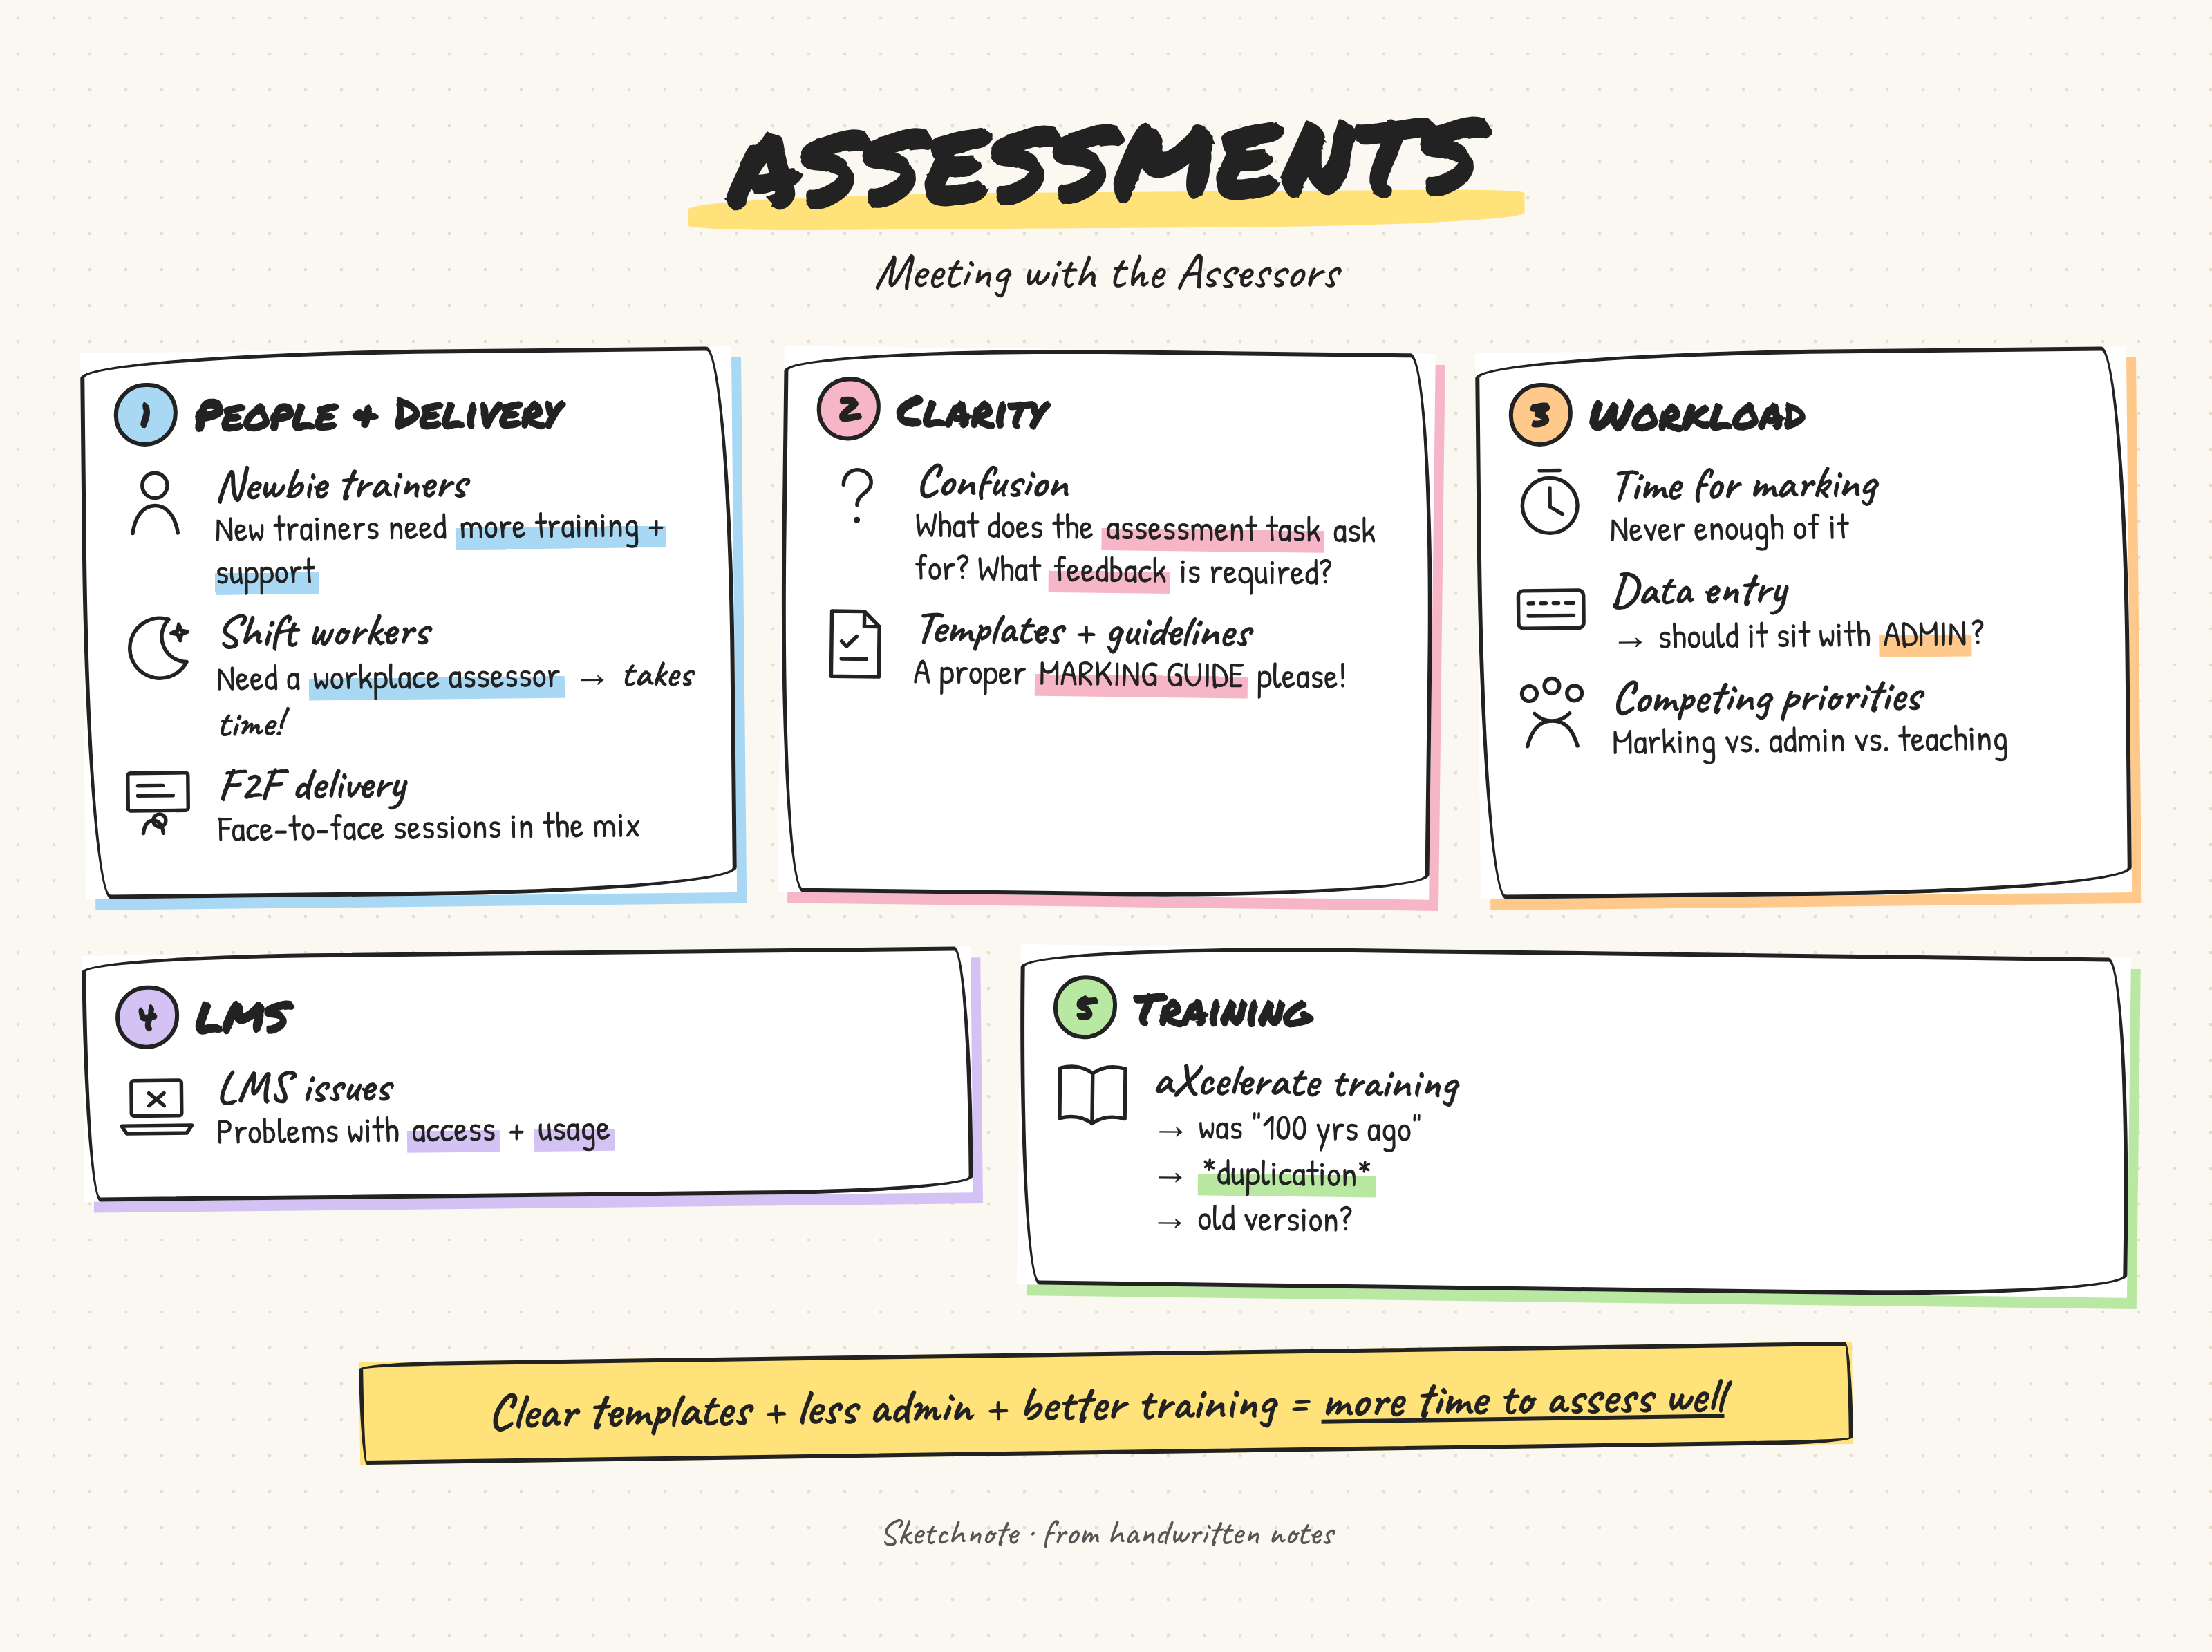 ASSESSMENTS
Meeting with the Assessors
1 PEOPLE + DELIVERY
Newbie trainers
New trainers need more training +
support
Shift workers
Need a workplace assessor → takes
time!
F2F delivery
Face-to-face sessions in the mix
2 CLARITY
Confusion
What does the assessment task ask
for? What feedback is required?
Templates + guidelines
A proper MARKING GUIDE please!
3 WORKLOAD
Time for marking
Never enough of it
Data entry
→ should it sit with ADMIN?
Competing priorities
Marking vs. admin vs. teaching
4 LMS
LMS issues
Problems with access + usage
5 TRAINING
aXcelerate training
→ was "100 yrs ago"
→ *duplication*
→ old version?
Clear templates + less admin + better training = more time to assess well
Sketchnote · from handwritten notes